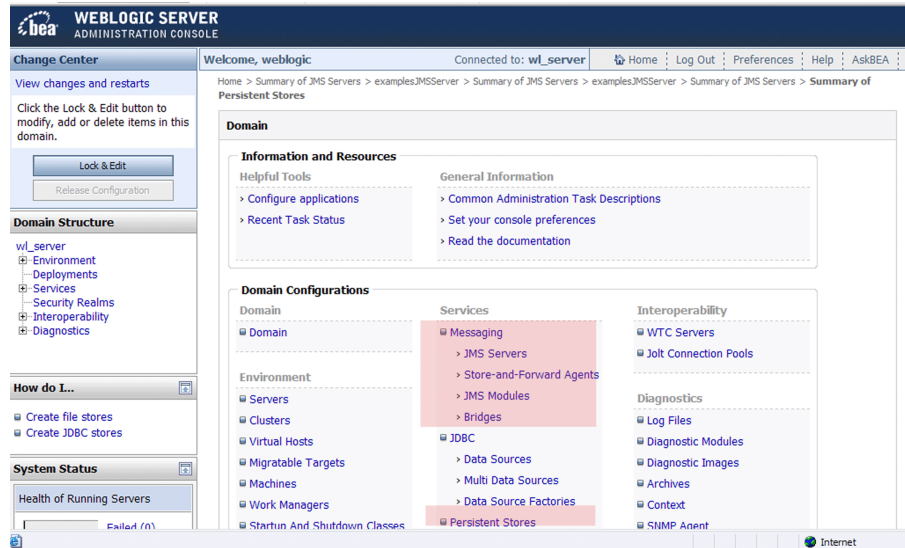 bea WEBLOGIC SERVER
ADMINISTRATION CONSOLE
Change Center
View changes and restarts
Click the Lock & Edit button to
modify, add or delete items in this
domain.
Lock & Edit
Release Configuration
Domain Structure
wl_server
Environment
Deployments
Services
Security Realms
Interoperability
Diagnostics
How do I...
Create file stores
Create JDBC stores
System Status
Health of Running Servers
Failed (0)
Welcome, weblogic
Connected to: wl_server
Home
Log Out
Preferences
Help
AskBEA
Home > Summary of JMS Servers > examplesJMSServer > Summary of JMS Servers > examplesJMSServer > Summary of JMS Servers > Summary of
Persistent Stores
Domain
Information and Resources
Helpful Tools
› Configure applications
› Recent Task Status
General Information
› Common Administration Task Descriptions
› Set your console preferences
› Read the documentation
Domain Configurations
Domain
Domain
Environment
Servers
Clusters
Virtual Hosts
Migratable Targets
Machines
Work Managers
Startup And Shutdown Classes
Services
Messaging
› JMS Servers
› Store-and-Forward Agents
› JMS Modules
› Bridges
JDBC
› Data Sources
› Multi Data Sources
› Data Source Factories
Persistent Stores
Interoperability
WTC Servers
Jolt Connection Pools
Diagnostics
Log Files
Diagnostic Modules
Diagnostic Images
Archives
Context
SNMP Agent
Internet